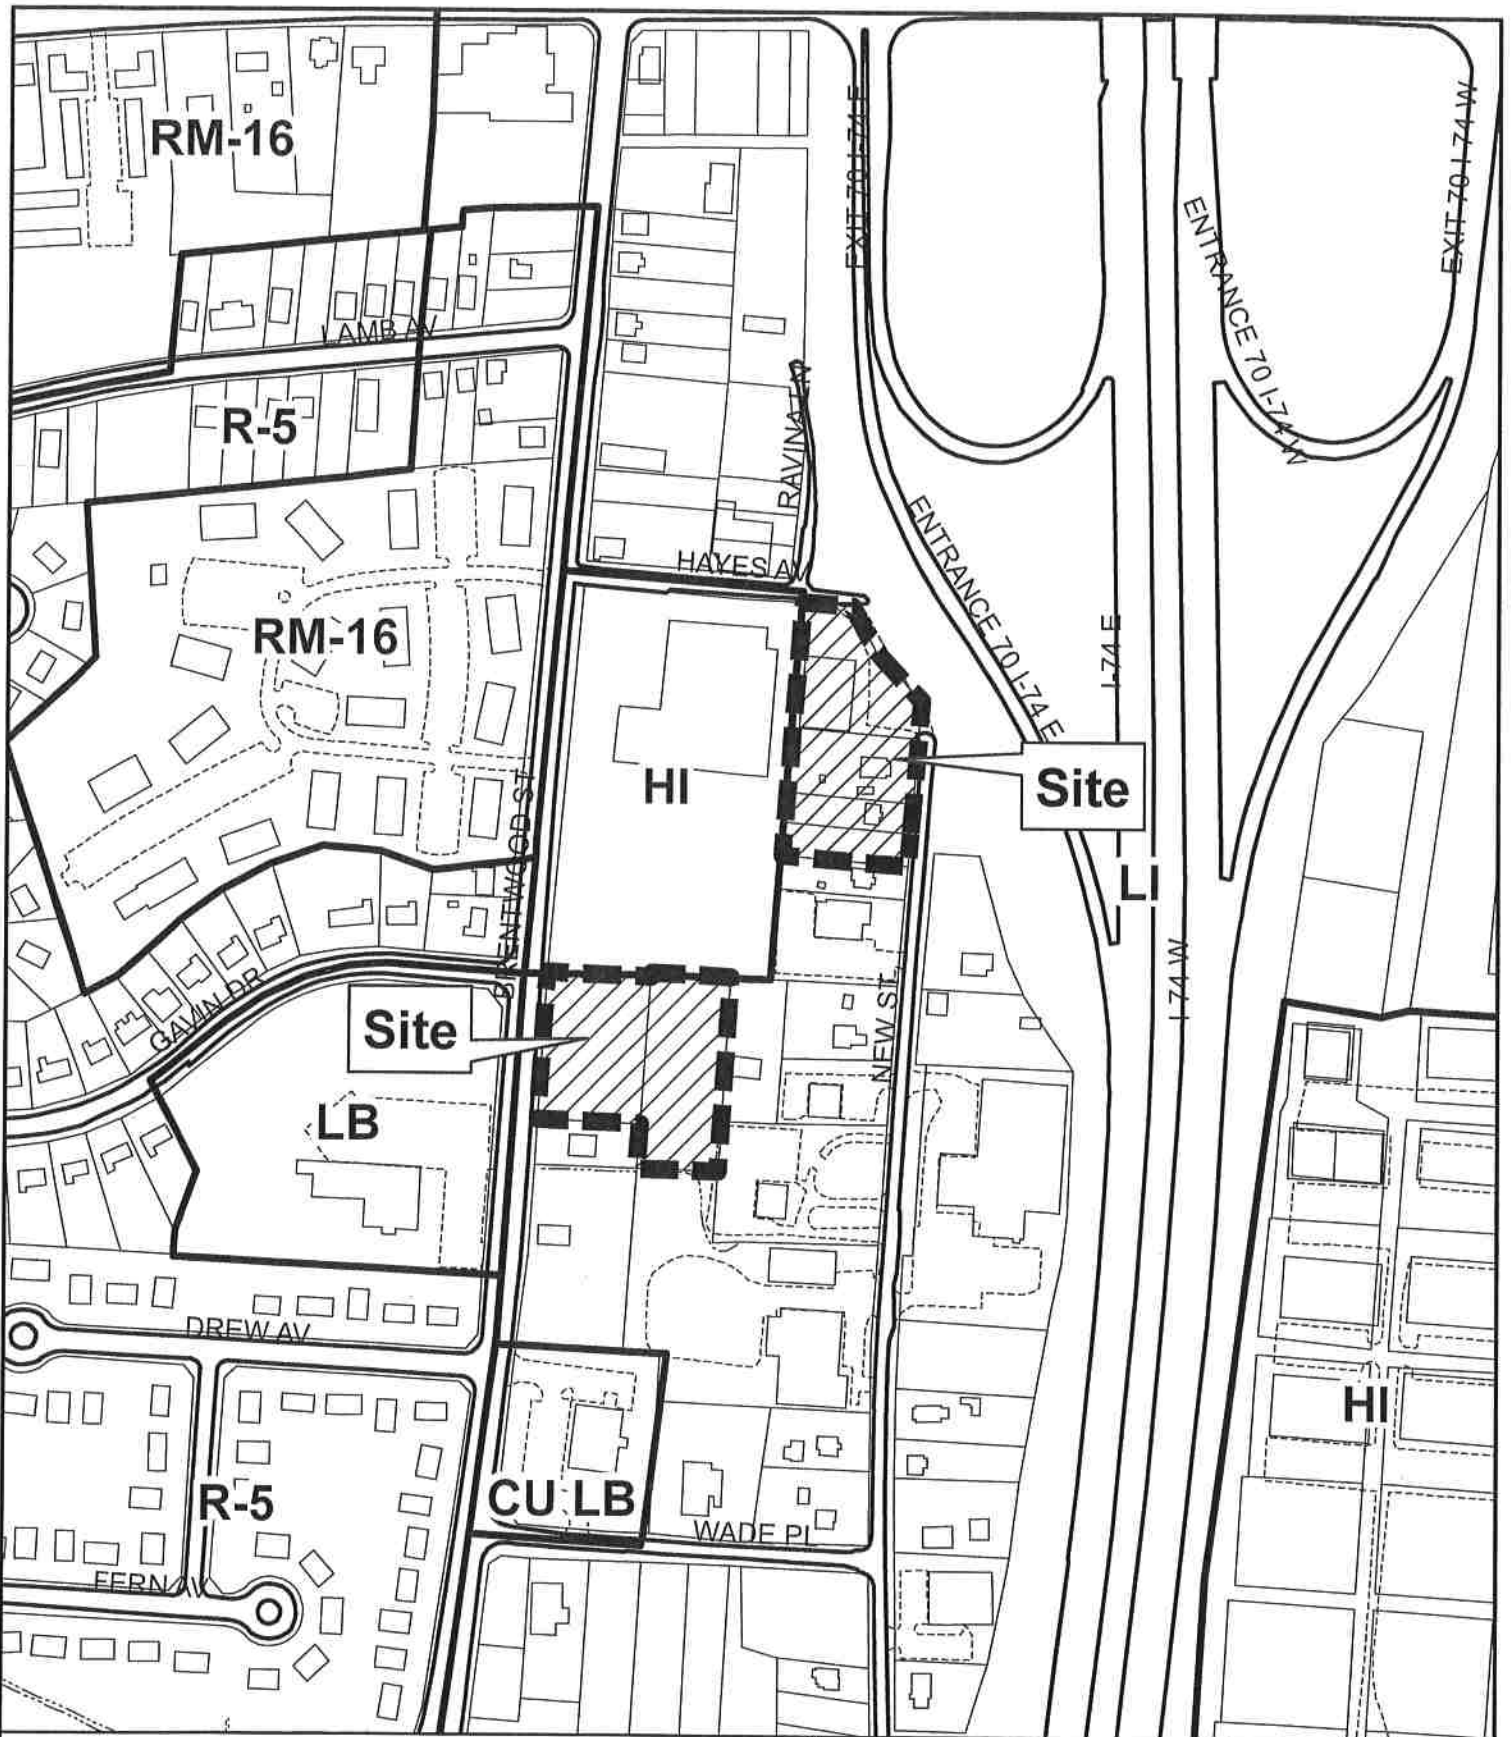 EXIT 70 I-74 E
EXIT 70 I-74 W
RM-16
ENTRANCE 70 I-74 W
LAMB AV
R-5
RAVINA LN
ENTRANCE 70 I-74 E
HAYES AV
RM-16
I-74 E
HI
Site
BRENTWOOD ST
LI
I-74 W
GAVIN DR
Site
NEW ST
LB
DREW AV
HI
R-5
CU LB
WADE PL
FERN AV